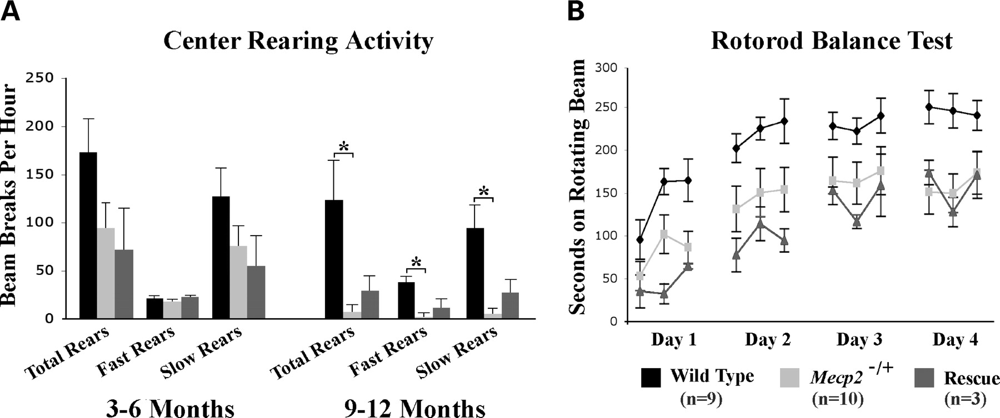 A
Center Rearing Activity
Beam Breaks Per Hour
250
200
150
100
50
0
*
*
*
Total Rears
Fast Rears
Slow Rears
Total Rears
Fast Rears
Slow Rears
3-6 Months
9-12 Months
B
Rotorod Balance Test
Seconds on Rotating Beam
300
250
200
150
100
50
0
Day 1
Day 2
Day 3
Day 4
Wild Type
(n=9)
Mecp2 -/+
(n=10)
Rescue
(n=3)